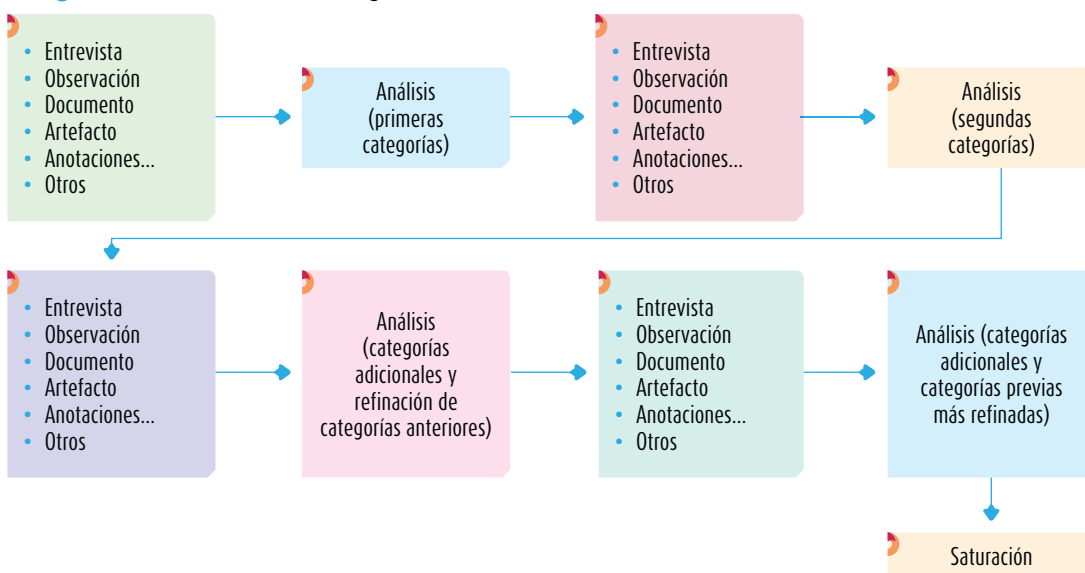 • Entrevista
• Observación
• Documento
• Artefacto
• Anotaciones...
• Otros
Análisis
(primeras
categorías)
• Entrevista
• Observación
• Documento
• Artefacto
• Anotaciones...
• Otros
Análisis
(segundas
categorías)
• Entrevista
• Observación
• Documento
• Artefacto
• Anotaciones...
• Otros
Análisis
(categorías
adicionales y
refinación de
categorías anteriores)
• Entrevista
• Observación
• Documento
• Artefacto
• Anotaciones...
• Otros
Análisis (categorías
adicionales y
categorías previas
más refinadas)
Saturación